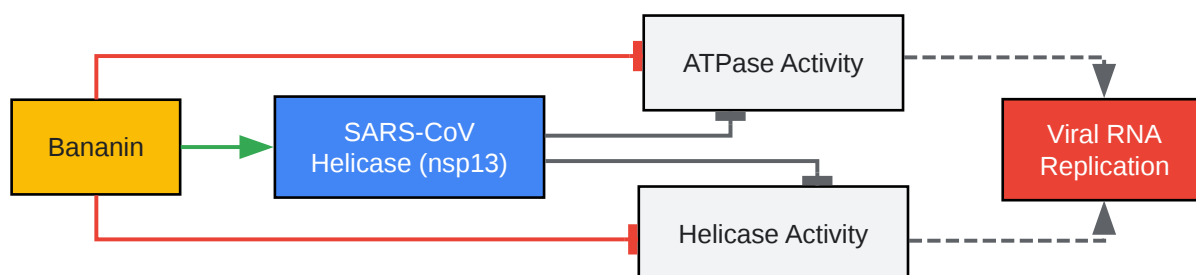 Bananin
SARS-CoV
Helicase (nsp13)
ATPase Activity
Helicase Activity
Viral RNA
Replication